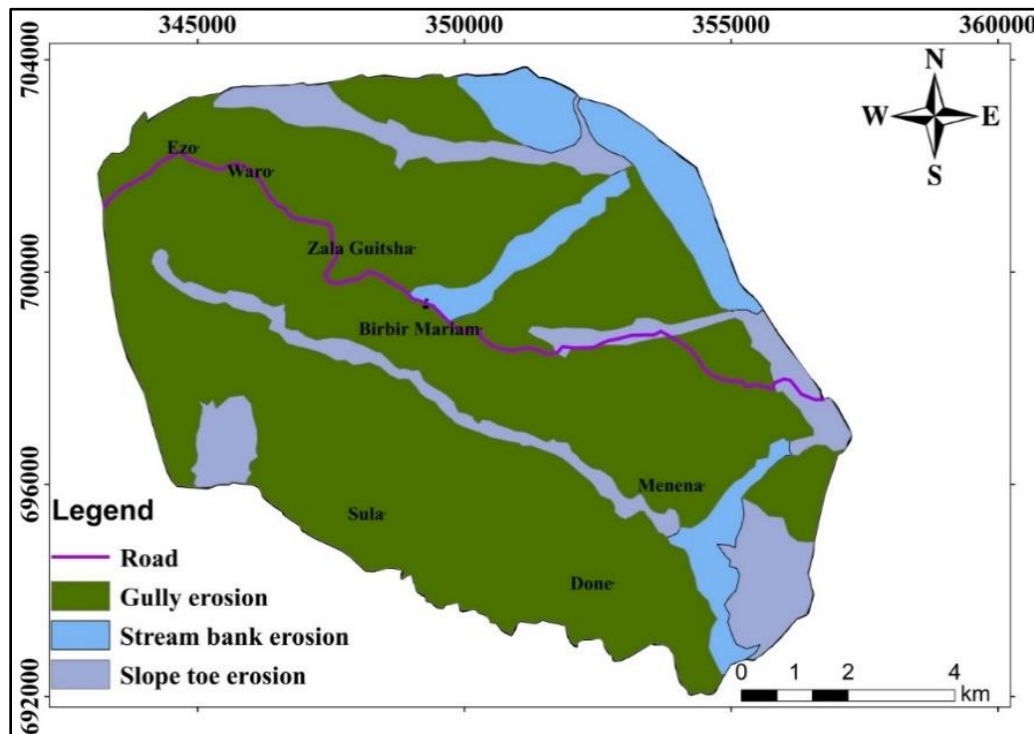 345000 350000 355000 360000
704000
700000
696000
692000
N
W E
S
Ezo
Waro
Zala Guitsha
Birbir Mariam
Menena
Sula
Done
Legend
Road
Gully erosion
Stream bank erosion
Slope toe erosion
0 1 2 4
km